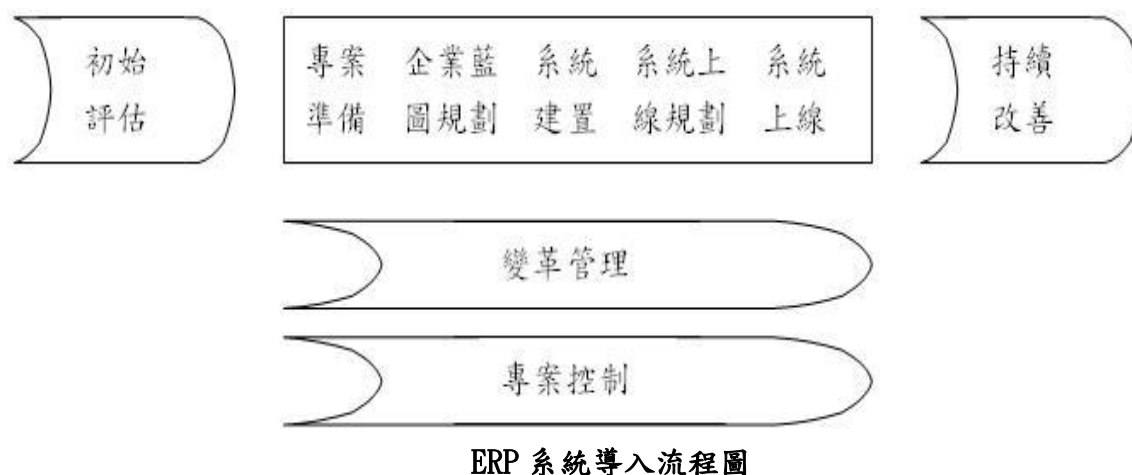 初始
評估
專案 企業藍 系統 系統上 系統
準備 圖規劃 建置 線規劃 上線
持續
改善
變革管理
專案控制
ERP 系統導入流程圖